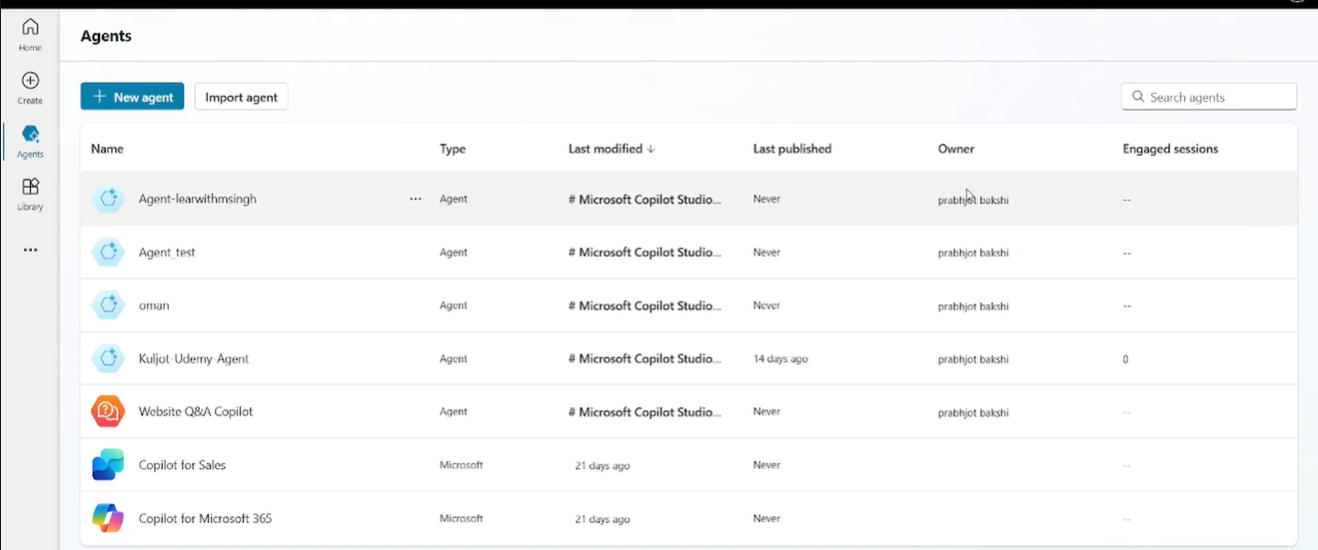 Agents
Home
Create
Agents
Library
+ New agent
Import agent
Search agents
Name Type Last modified ↓ Last published Owner Engaged sessions
Agent-learwithmsingh ... Agent # Microsoft Copilot Studio... Never prabhjot bakshi --
Agent_test Agent # Microsoft Copilot Studio... Never prabhjot bakshi --
oman Agent # Microsoft Copilot Studio... Never prabhjot bakshi --
Kuljot-Udemy-Agent Agent # Microsoft Copilot Studio... 14 days ago prabhjot bakshi 0
Website Q&A Copilot Agent # Microsoft Copilot Studio... Never prabhjot bakshi --
Copilot for Sales Microsoft 21 days ago Never --
Copilot for Microsoft 365 Microsoft 21 days ago Never --